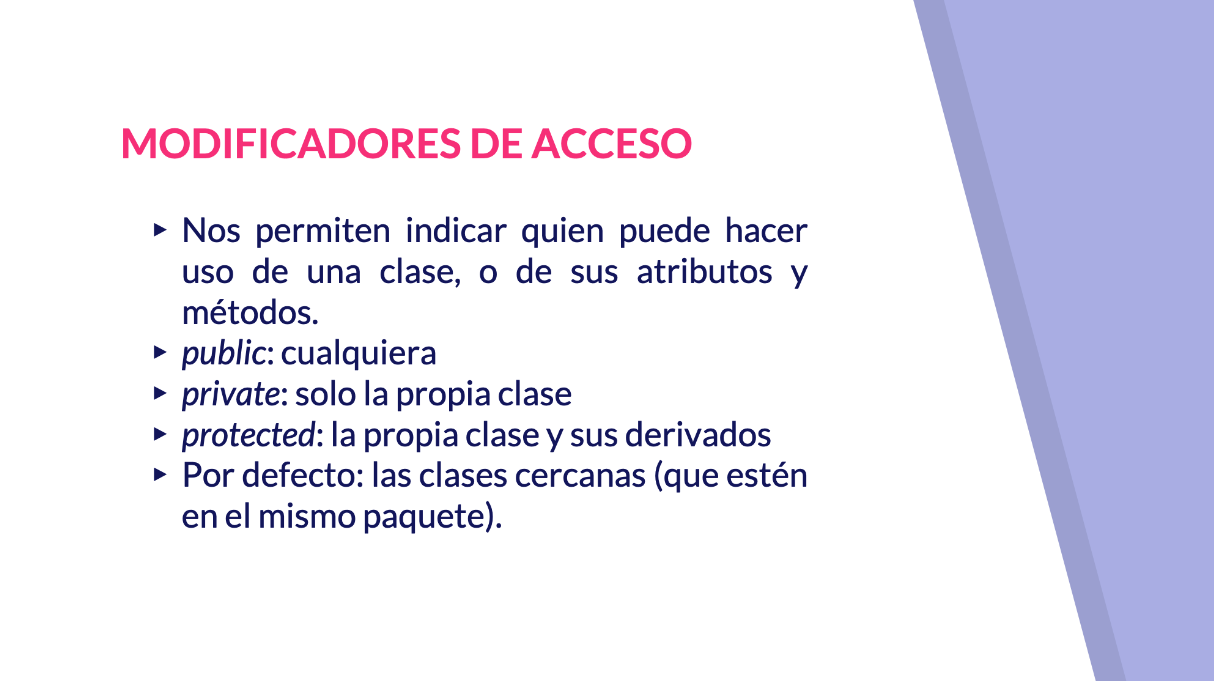 MODIFICADORES DE ACCESO
▸ Nos permiten indicar quien puede hacer
uso de una clase, o de sus atributos y
métodos.
▸ public: cualquiera
▸ private: solo la propia clase
▸ protected: la propia clase y sus derivados
▸ Por defecto: las clases cercanas (que estén
en el mismo paquete).